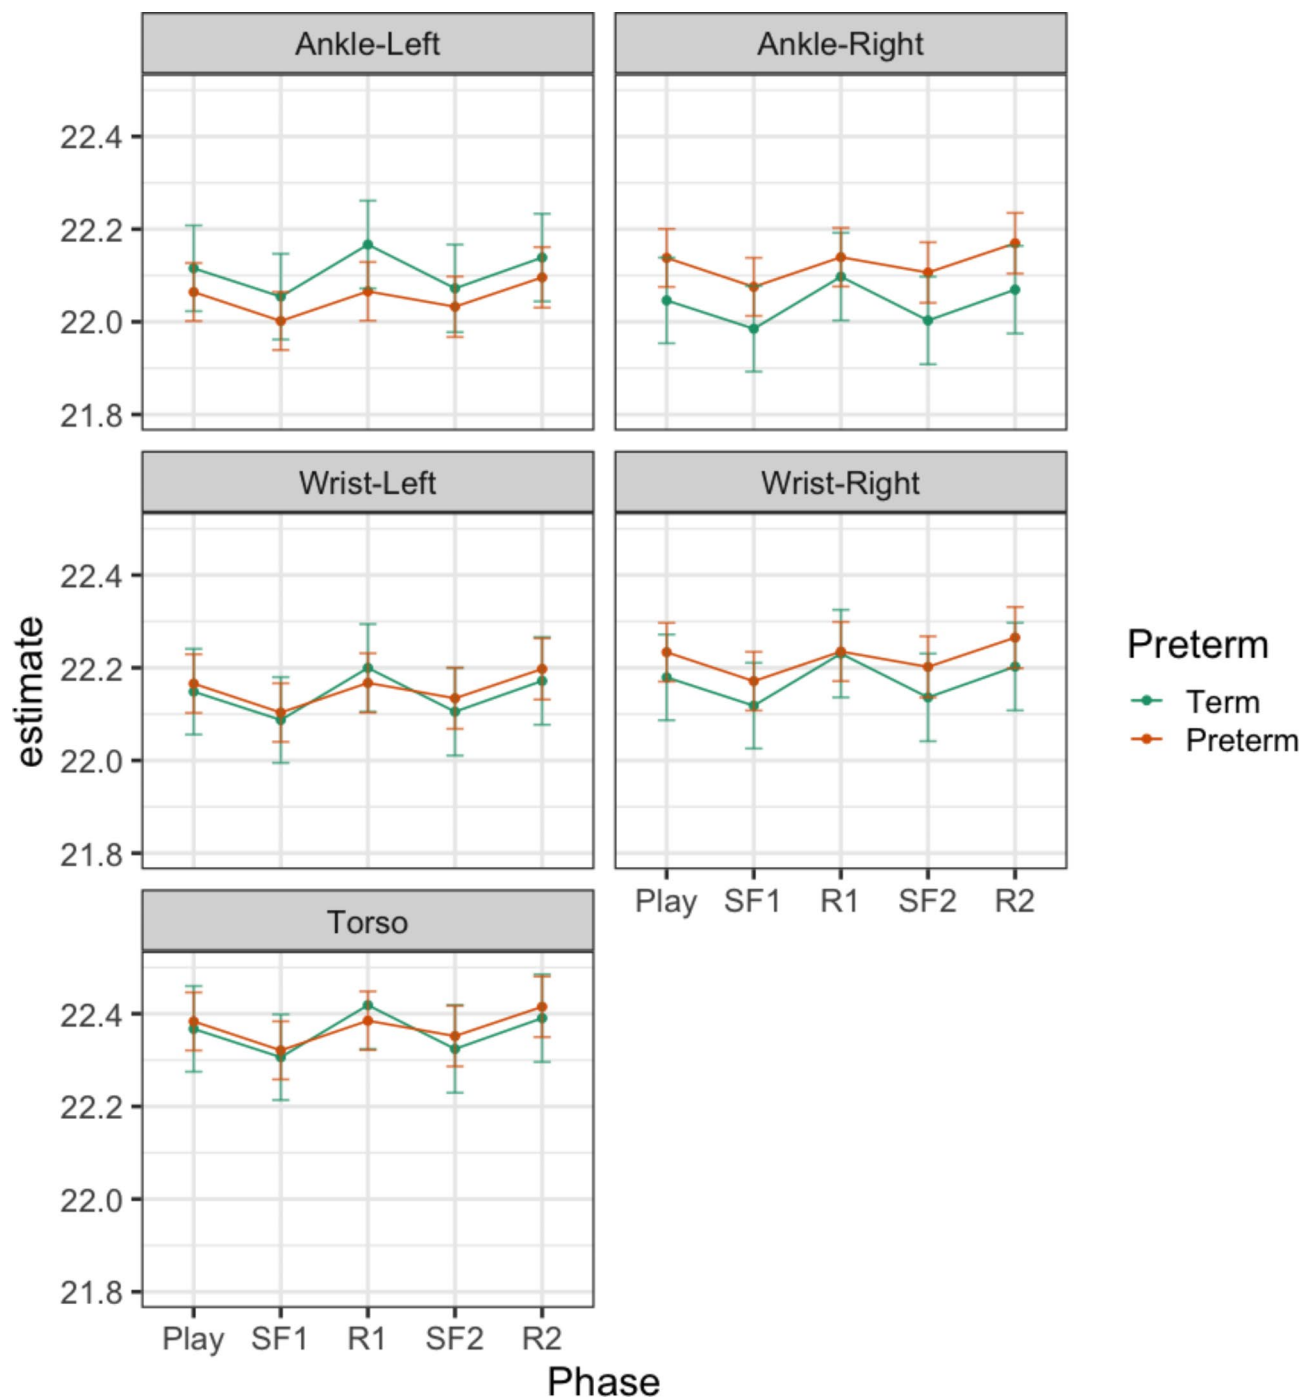 Ankle-Left
Ankle-Right
22.4
22.2
22.0
21.8
Wrist-Left
Wrist-Right
22.4
22.2
22.0
21.8
Play SF1 R1 SF2 R2
Torso
22.4
22.2
22.0
21.8
Play SF1 R1 SF2 R2
Phase
estimate
Preterm
Term
Preterm